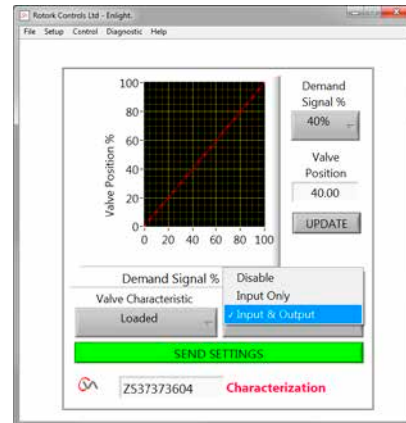 Rotork Controls Ltd - Enlight.
File Setup Control Diagnostic Help
100
80
60
40
20
0
Valve Position %
0 20 40 60 80 100
Demand Signal %
Demand
Signal %
40%
Valve
Position
40.00
UPDATE
Valve Characteristic
Loaded
Disable
Input Only
✓ Input & Output
SEND SETTINGS
ZS37373604
Characterization